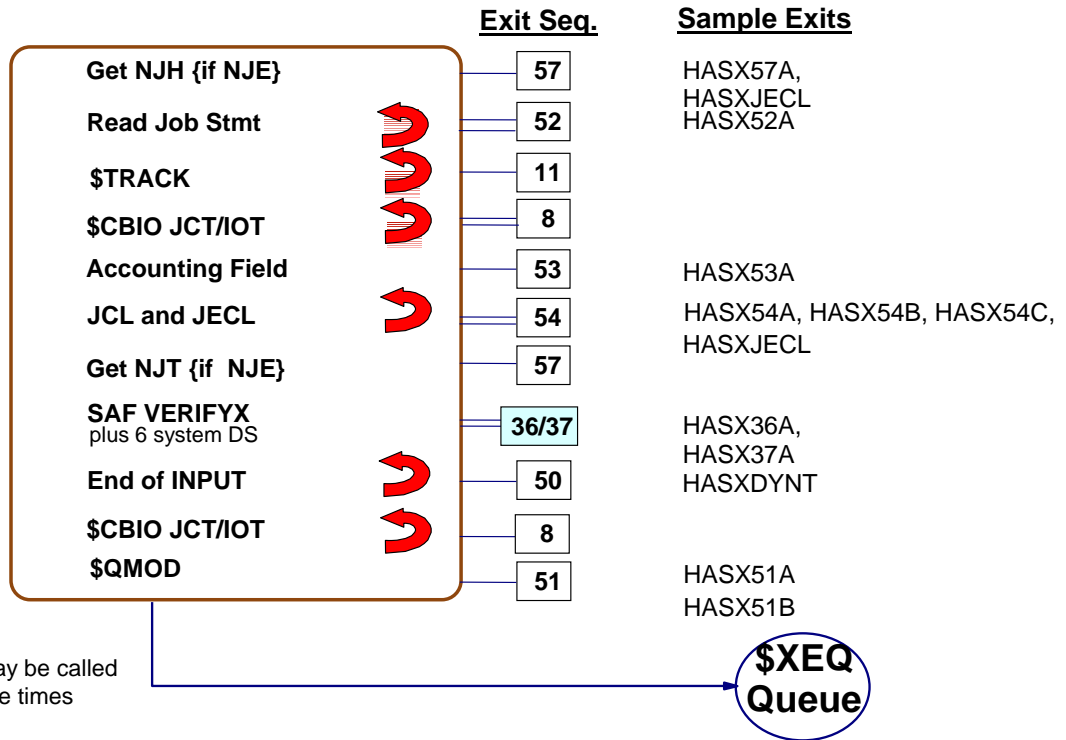 Exit Seq. Sample Exits
Get NJH {if NJE} 57 HASX57A,
HASXJECL
Read Job Stmt 52 HASX52A
$TRACK 11
$CBIO JCT/IOT 8
Accounting Field 53 HASX53A
JCL and JECL 54 HASX54A, HASX54B, HASX54C,
HASXJECL
Get NJT {if NJE} 57
SAF VERIFYX 36/37 HASX36A,
plus 6 system DS
HASX37A
End of INPUT 50 HASXDYNT
$CBIO JCT/IOT 8
$QMOD 51 HASX51A
HASX51B
be called
times
$XEQ
Queue